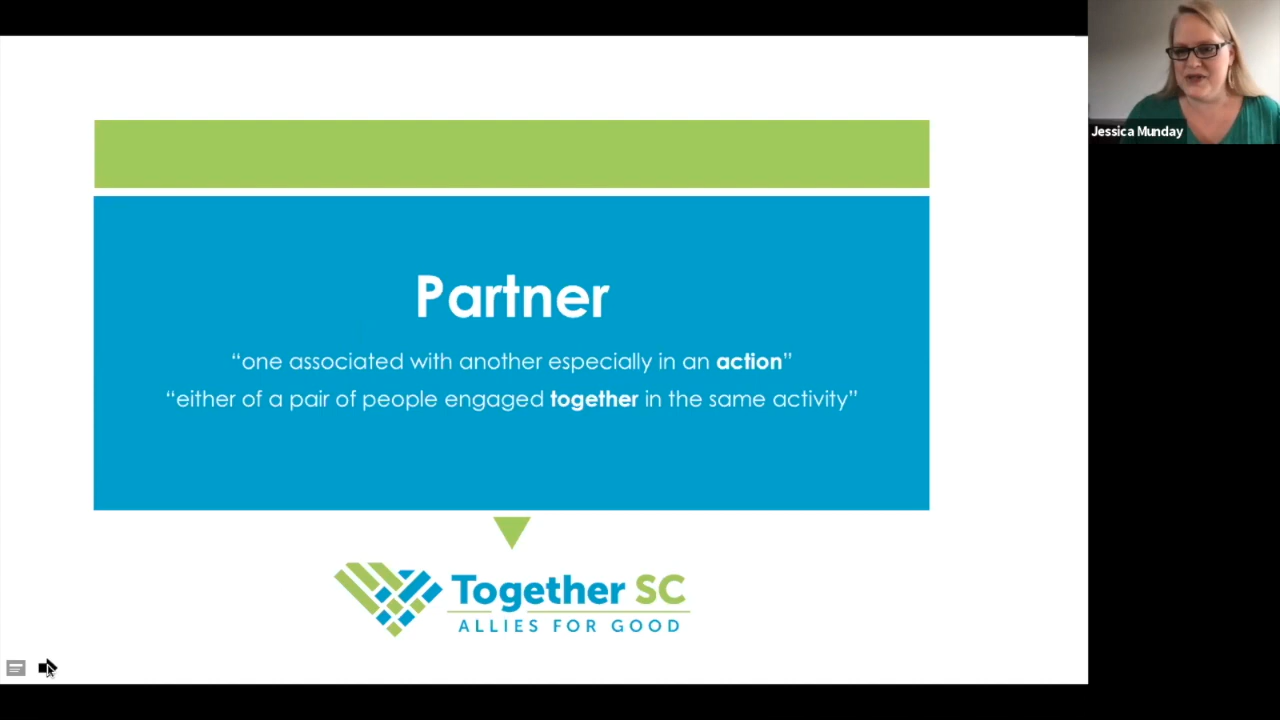 Jessica Munday
Partner
“one associated with another especially in an action”
“either of a pair of people engaged together in the same activity”
Together SC
ALLIES FOR GOOD